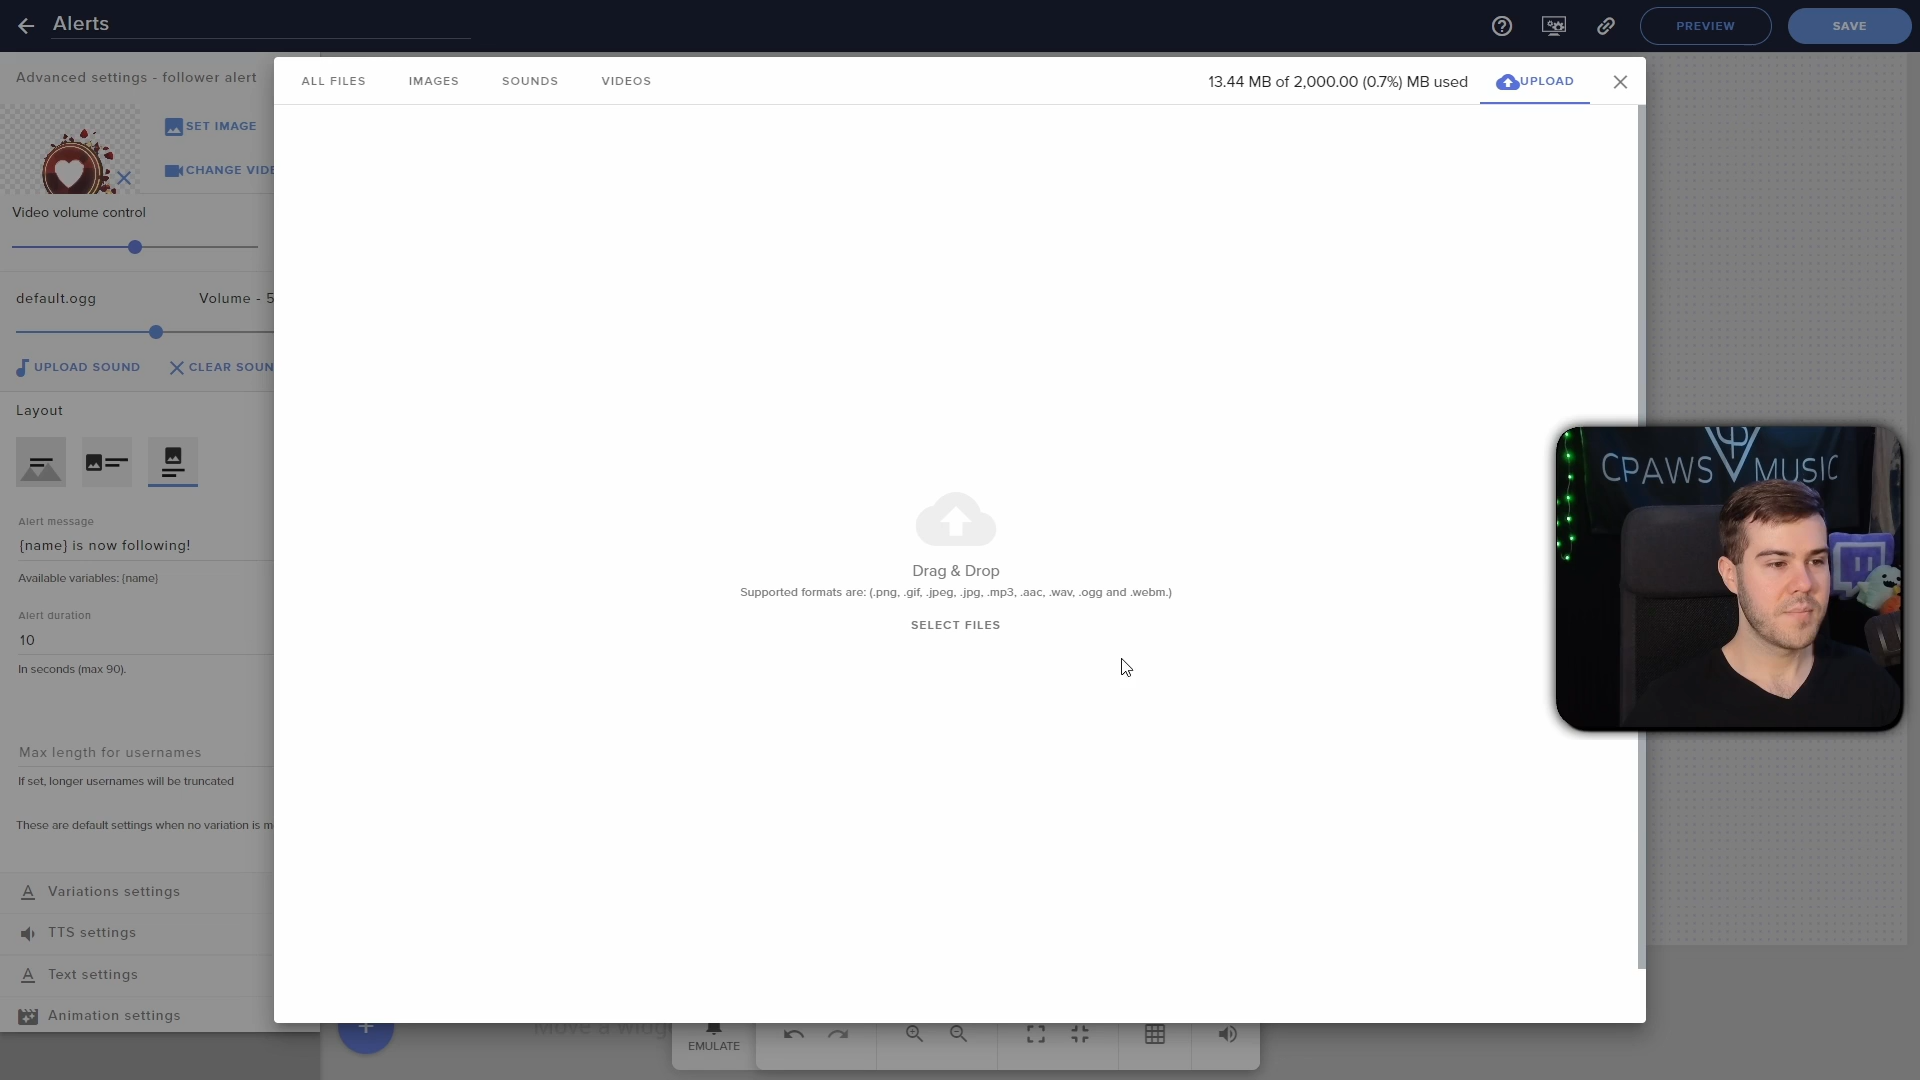 Alerts
PREVIEW
SAVE
Advanced settings - follower alert
ALL FILES
IMAGES
SOUNDS
VIDEOS
13.44 MB of 2,000.00 (0.7%) MB used
UPLOAD
SET IMAGE
CHANGE VIDE
Video volume control
default.ogg
Volume - 5
UPLOAD SOUND
CLEAR SOUN
Layout
Alert message
{name} is now following!
Available variables: {name}
Alert duration
10
In seconds (max 90).
Max length for usernames
If set, longer usernames will be truncated
These are default settings when no variation is m
Variations settings
TTS settings
Text settings
Animation settings
Drag & Drop
Supported formats are: (.png, .gif, .jpeg, .jpg, .mp3, .aac, .wav, .ogg and .webm.)
SELECT FILES
CPAWS MUSIC
Move a widg
EMULATE